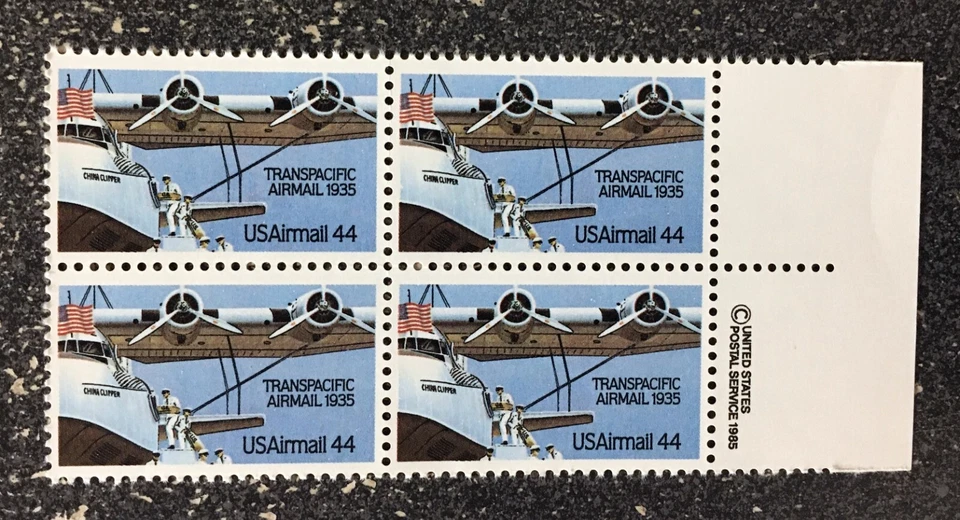 CHINA CLIPPER
TRANSPACIFIC
AIRMAIL 1935
USAirmail 44
CHINA CLIPPER
TRANSPACIFIC
AIRMAIL 1935
USAirmail 44
CHINA CLIPPER
TRANSPACIFIC
AIRMAIL 1935
USAirmail 44
CHINA CLIPPER
TRANSPACIFIC
AIRMAIL 1935
USAirmail 44
© UNITED STATES
POSTAL SERVICE 1985